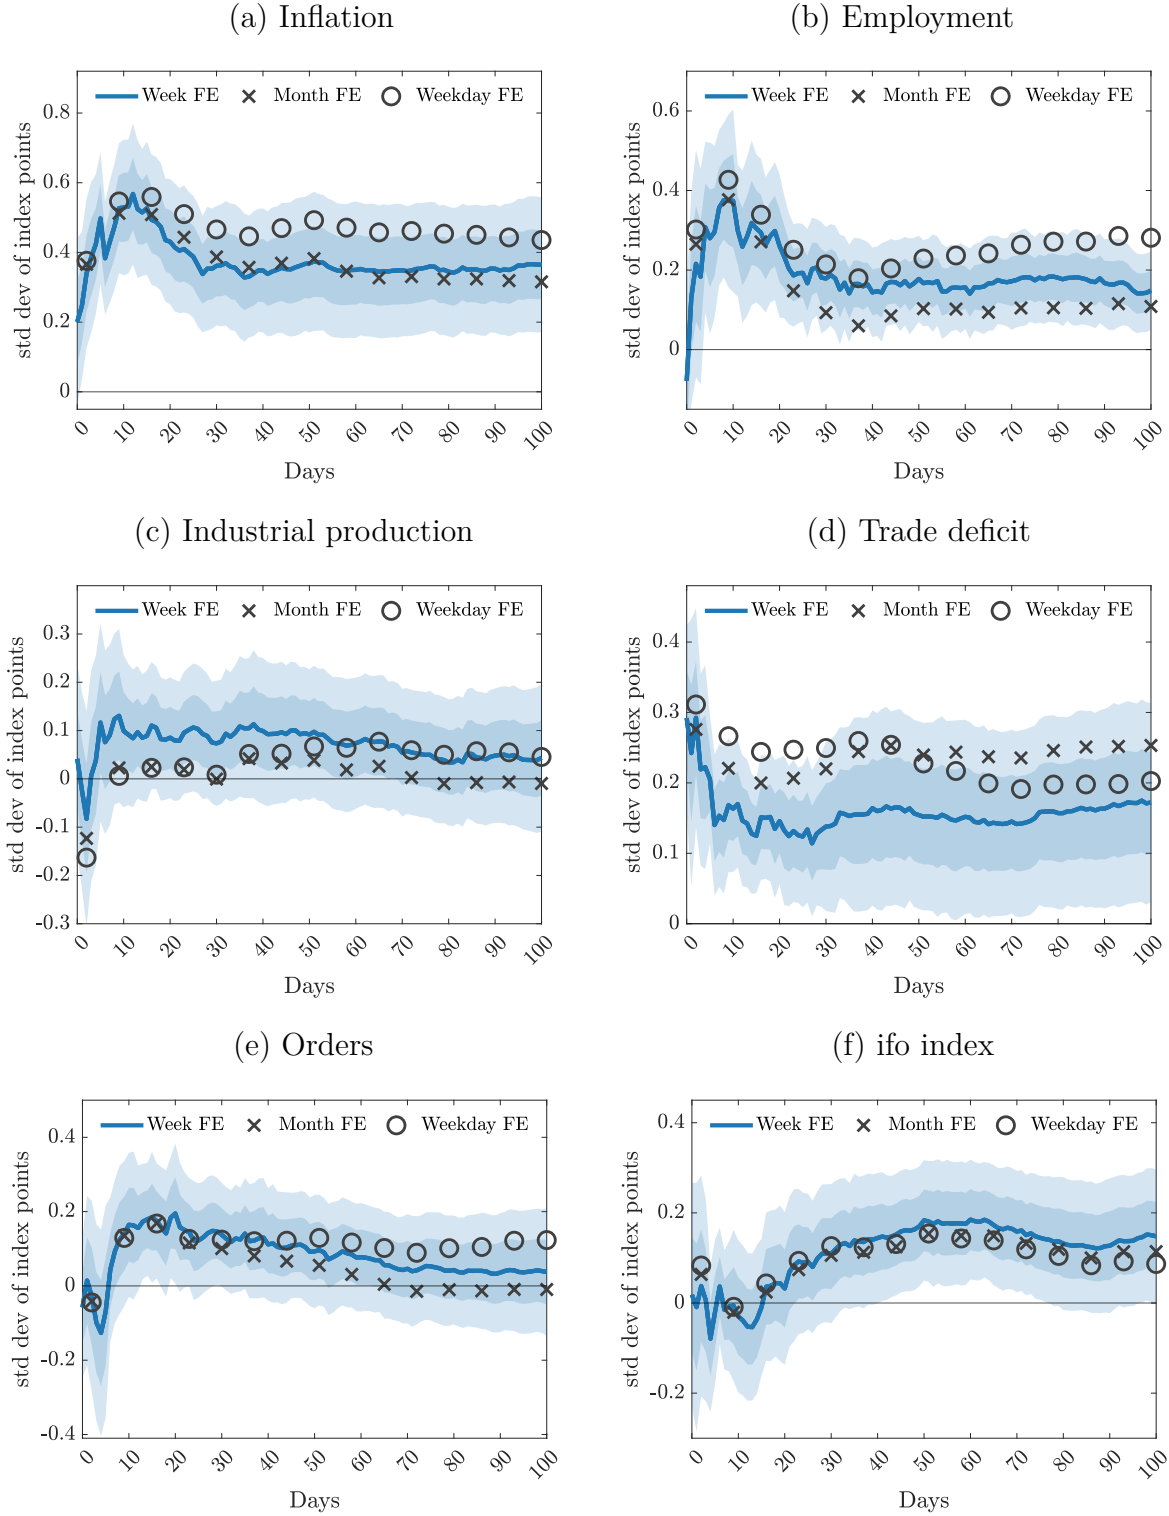 (a) Inflation
Week FE Month FE Weekday FE
std dev of index points
0.8
0.6
0.4
0.2
0
0 10 20 30 40 50 60 70 80 90 100
Days
(b) Employment
Week FE Month FE Weekday FE
std dev of index points
0.6
0.4
0.2
0
0 10 20 30 40 50 60 70 80 90 100
Days
(c) Industrial production
Week FE Month FE Weekday FE
std dev of index points
0.3
0.2
0.1
0
-0.1
-0.2
-0.3
0 10 20 30 40 50 60 70 80 90 100
Days
(d) Trade deficit
Week FE Month FE Weekday FE
std dev of index points
0.4
0.3
0.2
0.1
0
0 10 20 30 40 50 60 70 80 90 100
Days
(e) Orders
Week FE Month FE Weekday FE
std dev of index points
0.4
0.2
0
-0.2
-0.4
0 10 20 30 40 50 60 70 80 90 100
Days
(f) ifo index
Week FE Month FE Weekday FE
std dev of index points
0.4
0.2
0
-0.2
0 10 20 30 40 50 60 70 80 90 100
Days